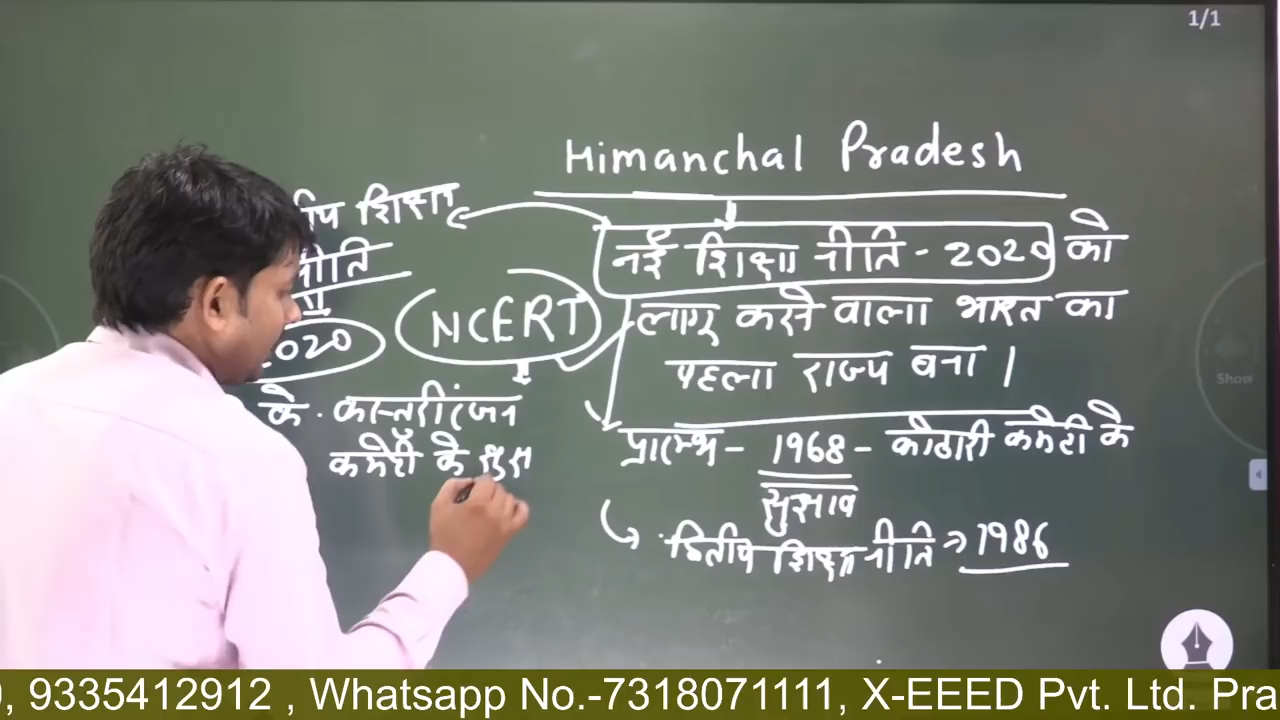 1/1
Himanchal Pradesh
नई शिक्षा नीति - 2020 को
लागू करने वाला भारत का
पहला राज्य बना |
प्रारम्भ - 1968 - कोठारी कमेटी के
सुझाव
द्वितीय शिक्षा नीति ⇒ 1986
शिक्षा
नीति
2020
NCERT
के. कस्तूरीरंजन
कमेटी के
Show
9335412912 , Whatsapp No.-7318071111, X-EEED Pvt. Ltd. Pra